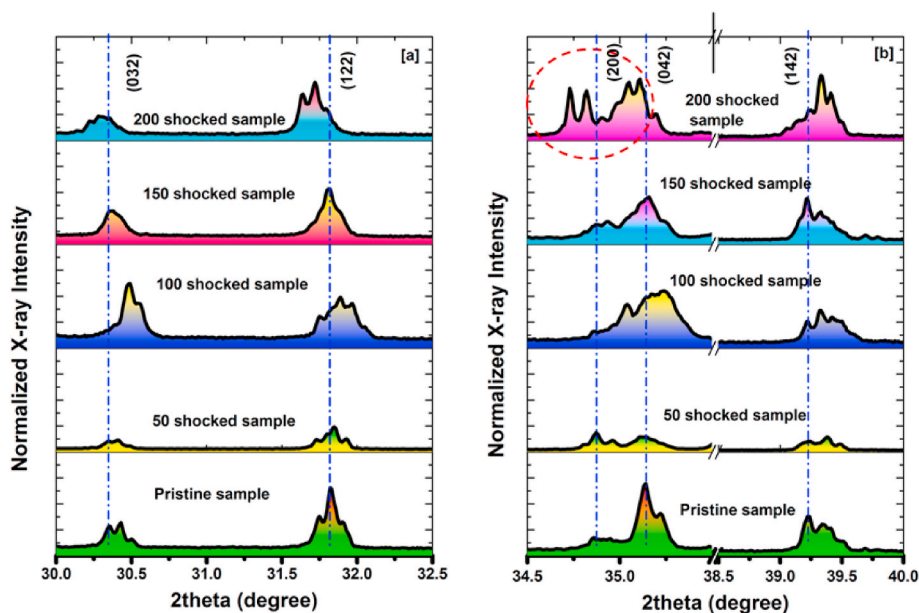 [a]
(032)
(122)
200 shocked sample
150 shocked sample
100 shocked sample
50 shocked sample
Pristine sample
Normalized X-ray Intensity
30.0 30.5 31.0 31.5 32.0 32.5
2theta (degree)
[b]
(200)
(042)
(142)
200 shocked
sample
150 shocked sample
100 shocked sample
50 shocked sample
Pristine sample
Normalized X-ray Intensity
34.5 35.0 38.5 39.0 39.5 40.0
2theta (degree)